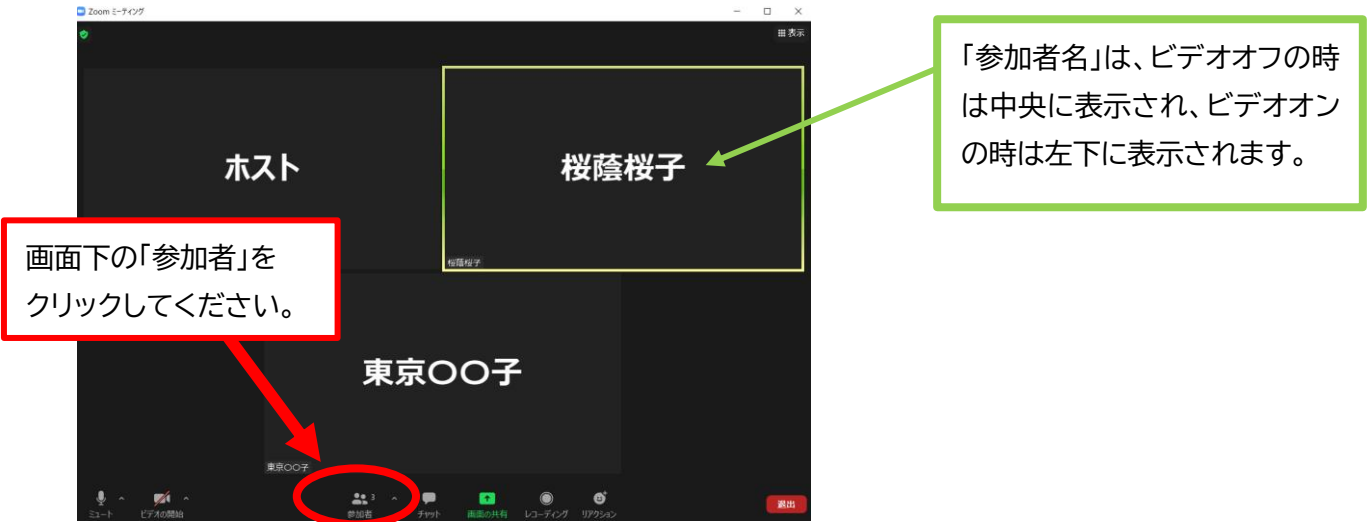 Zoom ミーティング
表示
「参加者名」は、ビデオオフの時
は中央に表示され、ビデオオン
の時は左下に表示されます。
ホスト
桜蔭桜子
桜蔭桜子
画面下の「参加者」を
クリックしてください。
東京〇〇子
東京〇〇子
ミュート
ビデオの開始
3
参加者
チャット
画面の共有
レコーディング
リアクション
退出